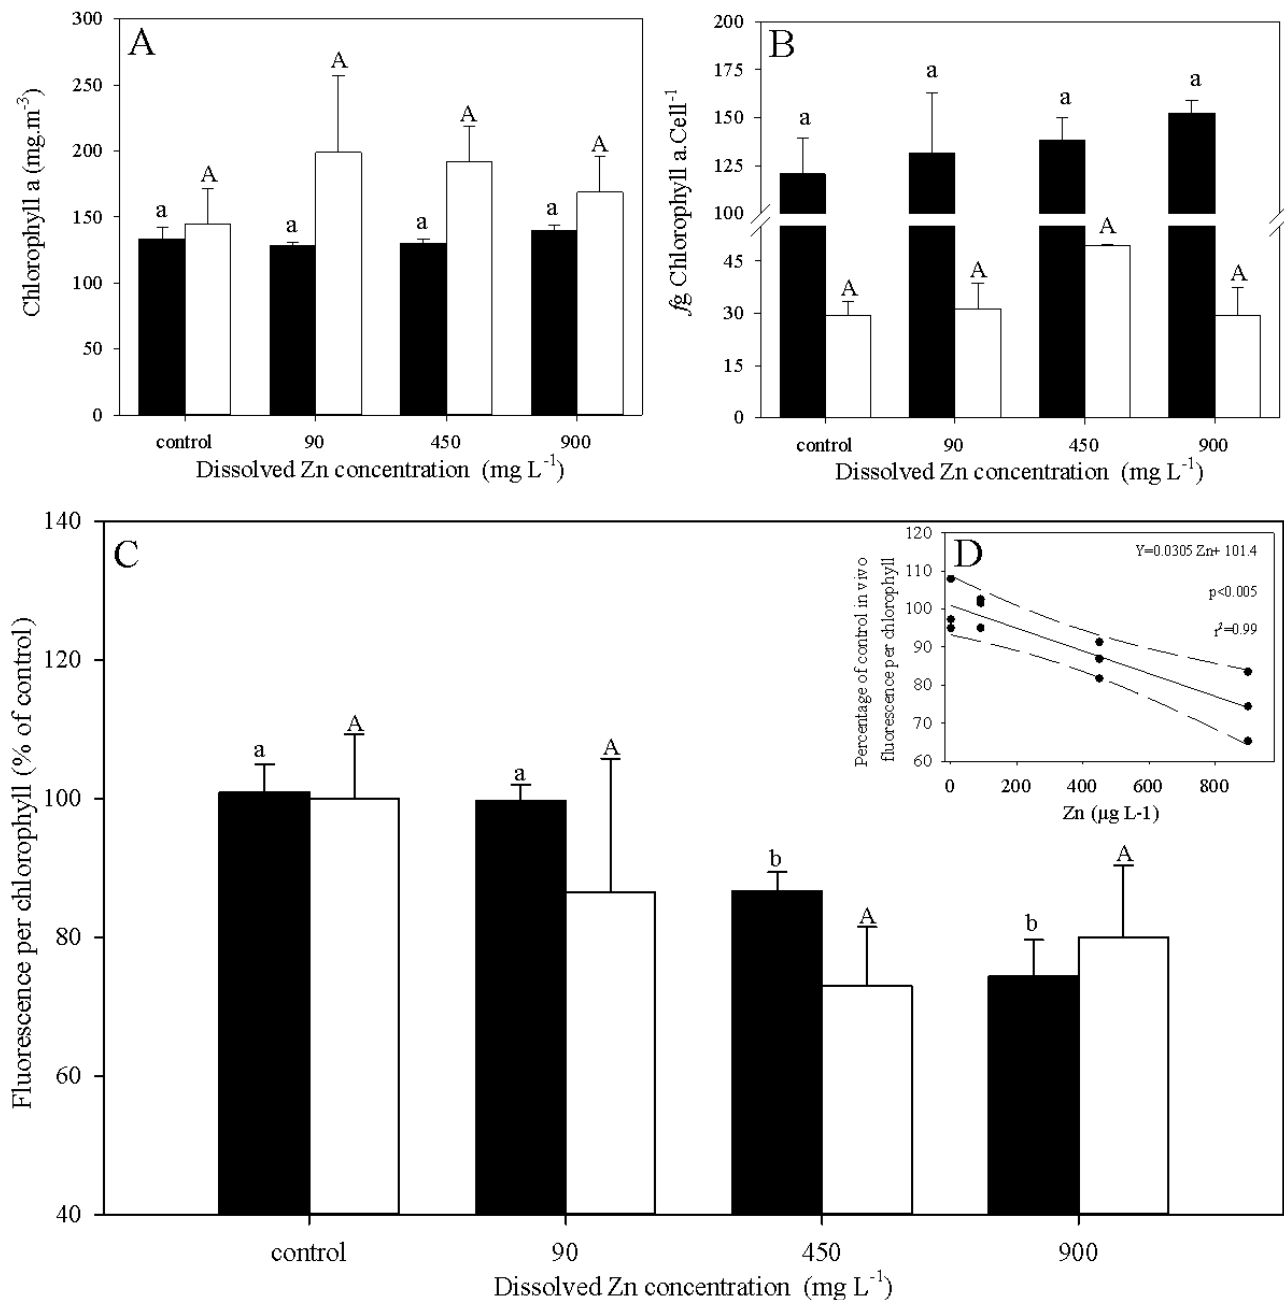 A
Chlorophyll a (mg.m-3)
300
250
200
150
100
50
0
a
A
a
A
a
A
a
A
control
90
450
900
Dissolved Zn concentration (mg L-1)
B
fg Chlorophyll a.Cell-1
200
175
150
125
100
45
30
15
0
a
A
a
A
a
A
a
A
control
90
450
900
Dissolved Zn concentration (mg L-1)
C
Fluorescence per chlorophyll (% of control)
140
120
100
80
60
40
a
A
a
A
b
A
b
A
control
90
450
900
Dissolved Zn concentration (mg L-1)
D
Percentage of control in vivo
fluorescence per chlorophyll
120
110
100
90
80
70
60
Y=0.0305 Zn+ 101.4
p<0.005
r2=0.99
0
200
400
600
800
Zn (µg L-1)